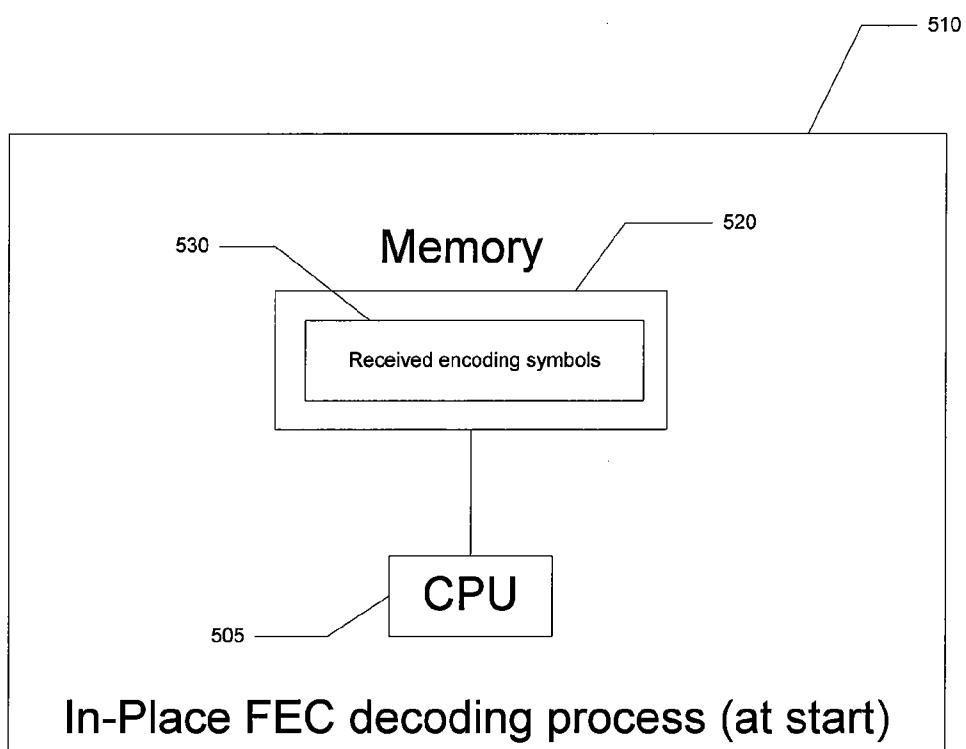 510
520
530
Memory
Received encoding symbols
CPU
505
In-Place FEC decoding process (at start)